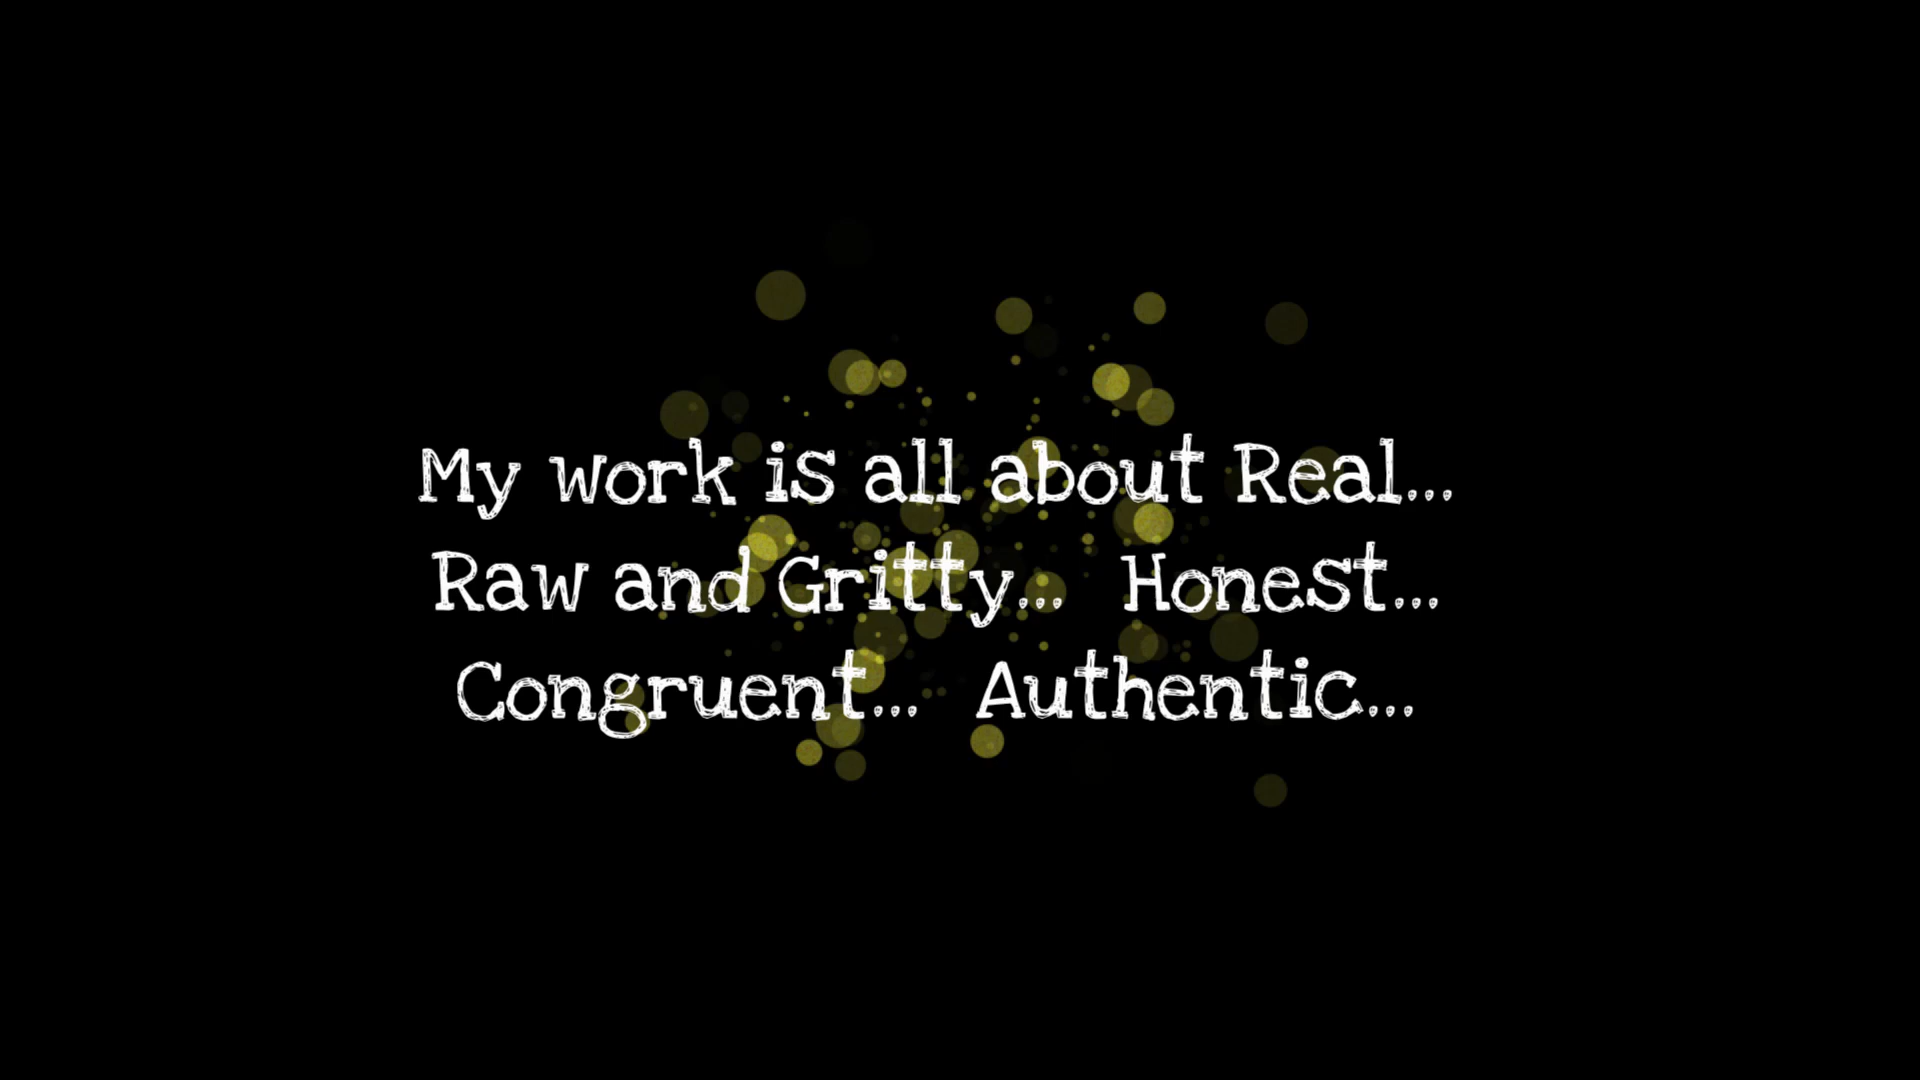 My work is all about Real...
Raw and Gritty... Honest...
Congruent... Authentic...